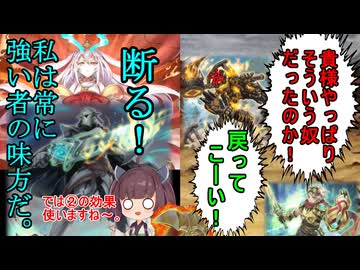 貴様やっぱり
そういう奴
だったのか！
戻って
こーい！
断る！
私は常に
強い者の味方だ。
では②の効果
使いますね～。